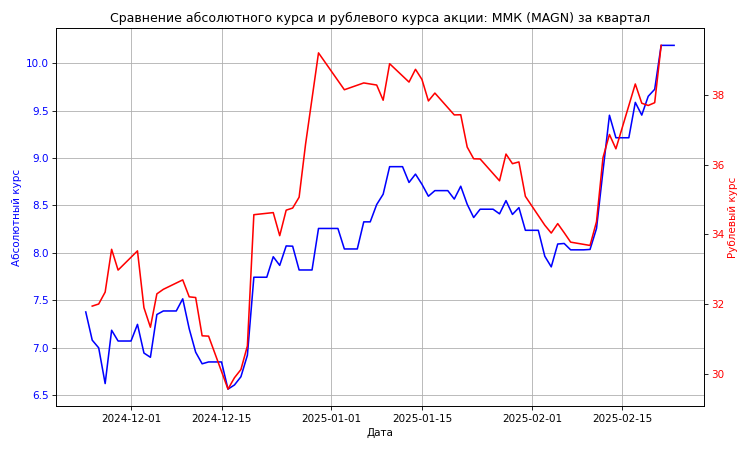 Сравнение абсолютного курса и рублевого курса акции: ММК (MAGN) за квартал
Абсолютный курс
10.0
9.5
9.0
8.5
8.0
7.5
7.0
6.5
38
36
34
32
30
Рублевый курс
2024-12-01 2024-12-15 2025-01-01 2025-01-15 2025-02-01 2025-02-15
Дата